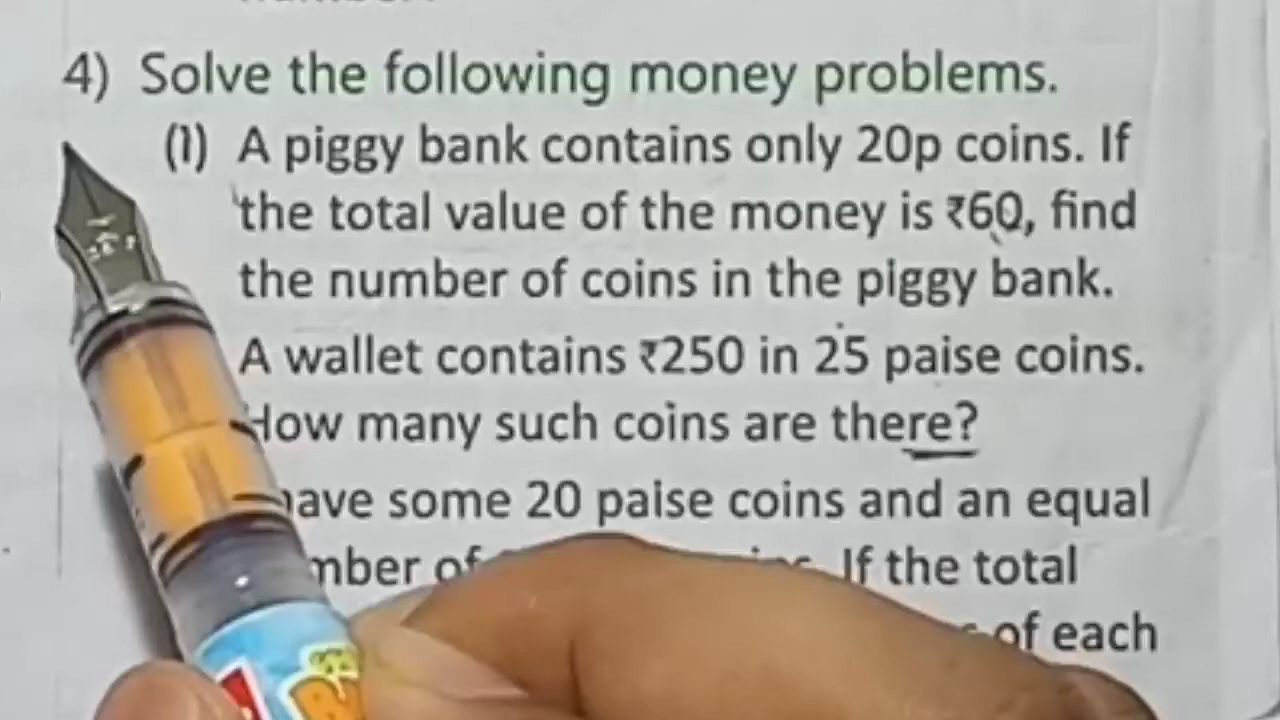 4) Solve the following money problems.
(1) A piggy bank contains only 20p coins. If
the total value of the money is ₹60, find
the number of coins in the piggy bank.
A wallet contains ₹250 in 25 paise coins.
How many such coins are there?
have some 20 paise coins and an equal
of If the total
of each